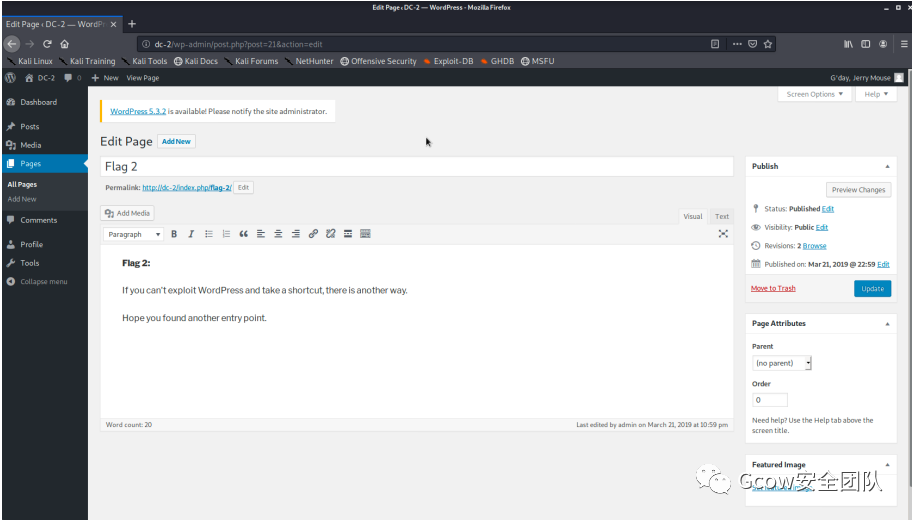 Edit Page ‹ DC-2 — WordPress - Mozilla Firefox
Edit Page ‹ DC-2 — WordPr
dc-2/wp-admin/post.php?post=21&action=edit
Kali Linux Kali Training Kali Tools Kali Docs Kali Forums NetHunter Offensive Security Exploit-DB GHDB MSFU
DC-2 0 New View Page G'day, Jerry Mouse
Screen Options Help
Dashboard
Posts
Media
Pages
All Pages
Add New
Comments
Profile
Tools
Collapse menu
WordPress 5.3.2 is available! Please notify the site administrator.
Edit Page Add New
Flag 2
Permalink: http://dc-2/index.php/flag-2/ Edit
Add Media
Visual Text
Paragraph B I
Flag 2:
If you can't exploit WordPress and take a shortcut, there is another way.
Hope you found another entry point.
Word count: 20
Last edited by admin on March 21, 2019 at 10:59 pm
Publish
Preview Changes
Status: Published Edit
Visibility: Public Edit
Revisions: 2 Browse
Published on: Mar 21, 2019 @ 22:59 Edit
Move to Trash Update
Page Attributes
Parent
(no parent)
Order
0
Need help? Use the Help tab above the
screen title.
Featured Image
Gcow安全团队